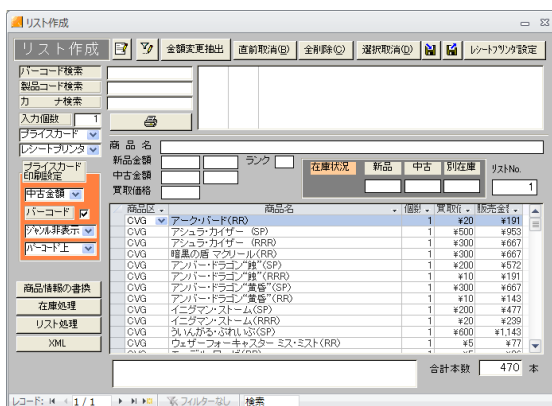 リスト作成
リスト作成 金額変更抽出 直前取消(B) 全削除(C) 選択取消(D) レシートプリンタ設定
バーコード検索
製品コード検索
カ ナ検索
入力個数 1
プライスカード
レシートプリンタ
プライスカード
印刷設定
中古金額
バーコード
ジャンル非表示
バーコード上
商品情報の書換
在庫処理
リスト処理
XML
商 品 名
新品金額 ランク
中古金額
買取価格
在庫状況 新品 中古 別在庫 リストNo.
1
商品区 商品名 個数 販売金額
CVG アーク・バード(RR) 1 ¥20 ¥191
CVG アシュラ・カイザー (SP) 1 ¥500 ¥953
CVG アシュラ・カイザー (RRR) 1 ¥300 ¥667
CVG 暗黒の盾 マクリール(RR) 1 ¥300 ¥667
CVG アンバー・ドラゴン“蝕”(SP) 1 ¥200 ¥572
CVG アンバー・ドラゴン“蝕”(RRR) 1 ¥10 ¥191
CVG アンバー・ドラゴン“黄昏”(SP) 1 ¥300 ¥667
CVG アンバー・ドラゴン“黄昏”(RR) 1 ¥10 ¥143
CVG イニグマン・ストーム(SP) 1 ¥200 ¥477
CVG イニグマン・ストーム(RRR) 1 ¥20 ¥239
CVG ういんがる・ぶれいぶ(SP) 1 ¥600 ¥1,143
CVG ウェザーフォーキャスター ミス・ミスト(RR) 1 ¥5 ¥77
合計本数 470 本
レコード: 1 / 1 フィルターなし 検索